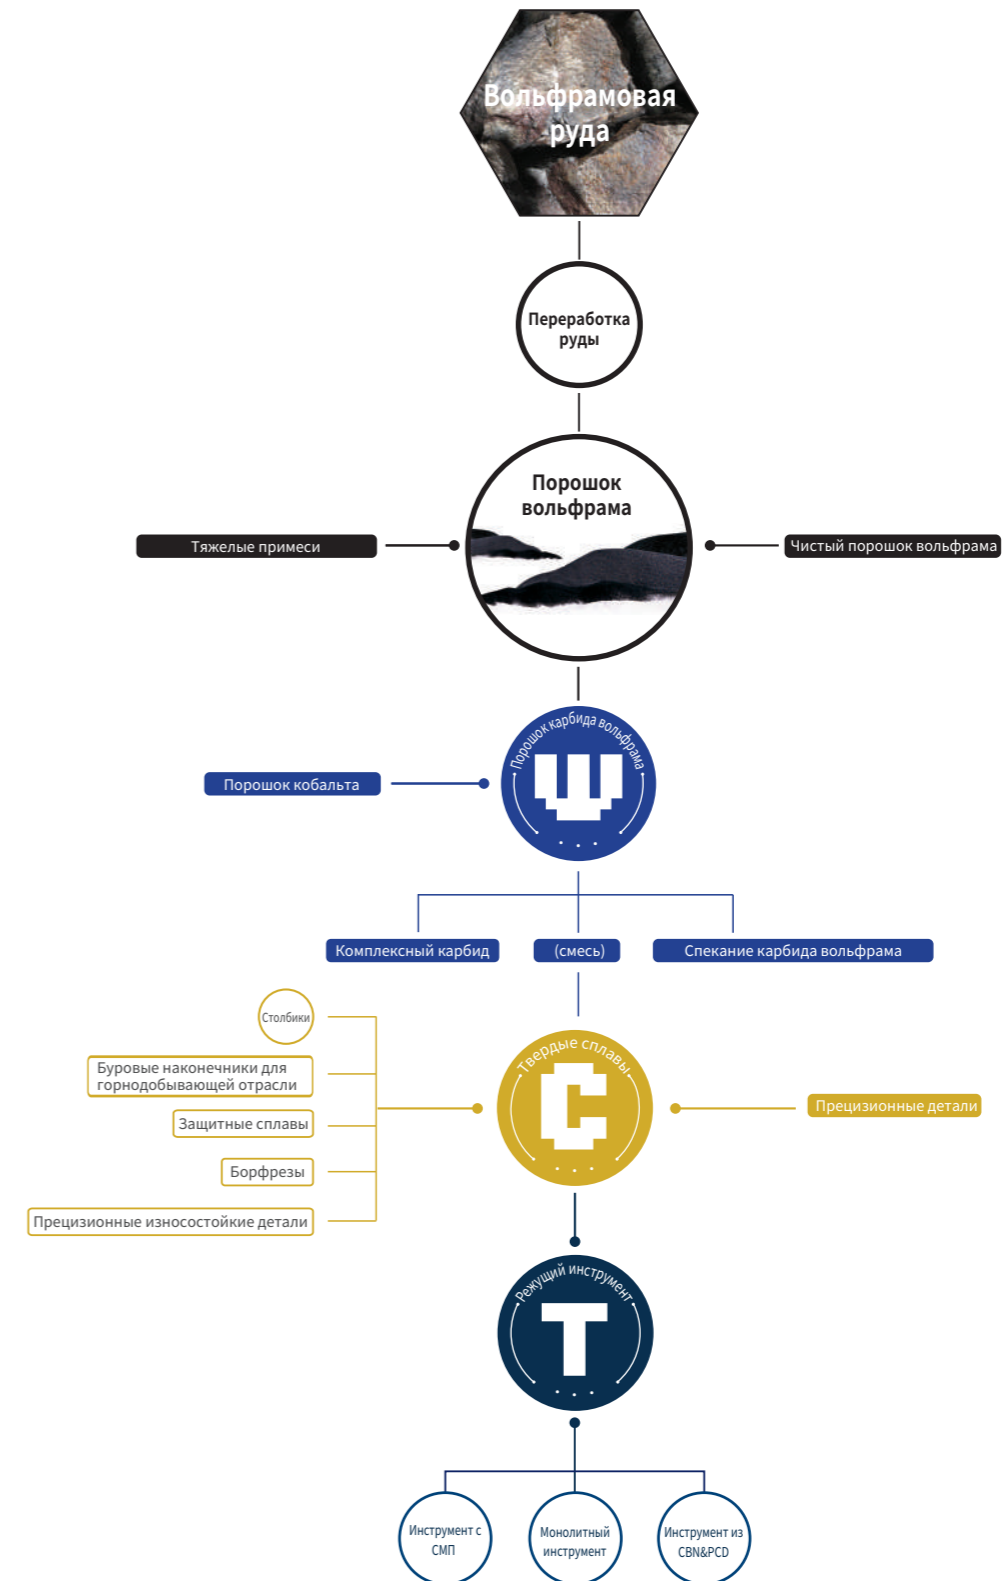 Вольфрамовая
руда
Переработка
руды
Порошок
вольфрама
Тяжелые примеси
Чистый порошок вольфрама
Порошок карбида вольфрама
W
Порошок кобальта
Комплексный карбид
(смесь)
Спекание карбида вольфрама
Столбики
Буровые наконечники для
горнодобывающей отрасли
Защитные сплавы
Борфрезы
Прецизионные износостойкие детали
Твердые сплавы
C
Прецизионные детали
Режущий инструмент
T
Инструмент с
СМП
Монолитный
инструмент
Инструмент из
CBN&PCD